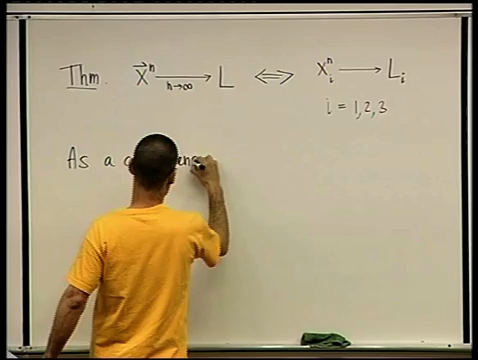 Thm. X⃗ⁿ ⟶ L ⟺ Xᵢⁿ ⟶ Lᵢ
n→∞
i = 1,2,3
As a